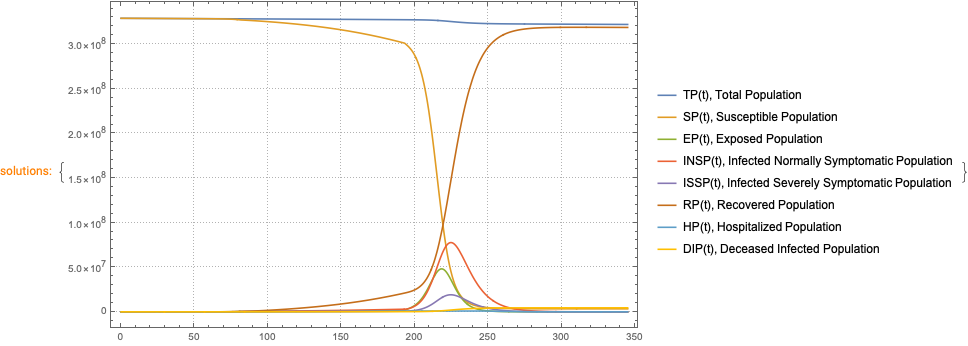 3.0×10⁸
2.5×10⁸
2.0×10⁸
1.5×10⁸
1.0×10⁸
5.0×10⁷
0
0 50 100 150 200 250 300 350
solutions: {
TP(t), Total Population
SP(t), Susceptible Population
EP(t), Exposed Population
INSP(t), Infected Normally Symptomatic Population
ISSP(t), Infected Severely Symptomatic Population
RP(t), Recovered Population
HP(t), Hospitalized Population
DIP(t), Deceased Infected Population
}